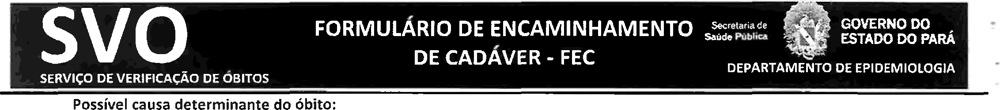 SVO
SERVIÇO DE VERIFICAÇÃO DE ÓBITOS
FORMULÁRIO DE ENCAMINHAMENTO
DE CADÁVER - FEC
Secretaria de
Saúde Pública
GOVERNO DO
ESTADO DO PARÁ
DEPARTAMENTO DE EPIDEMIOLOGIA
Possível causa determinante do óbito: